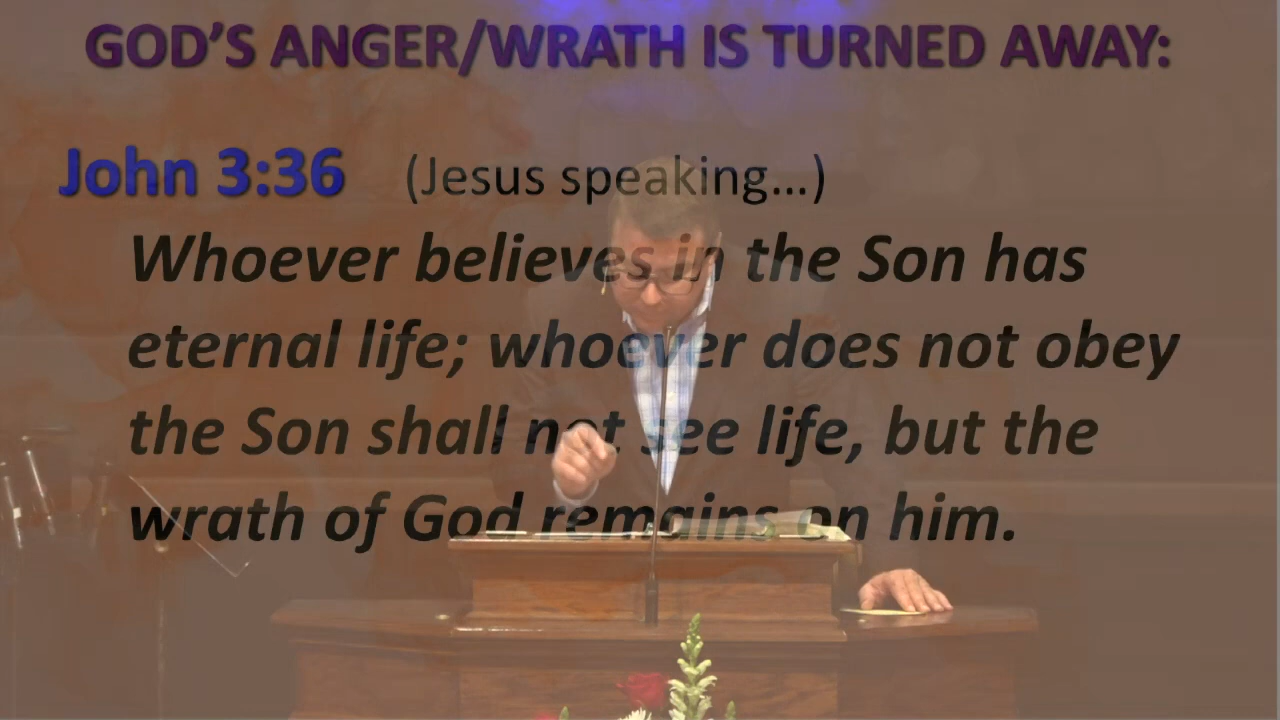 GOD'S ANGER/WRATH IS TURNED AWAY:
John 3:36 (Jesus speaking...)
Whoever believes in the Son has
eternal life; whoever does not obey
the Son shall not see life, but the
wrath of God remains on him.